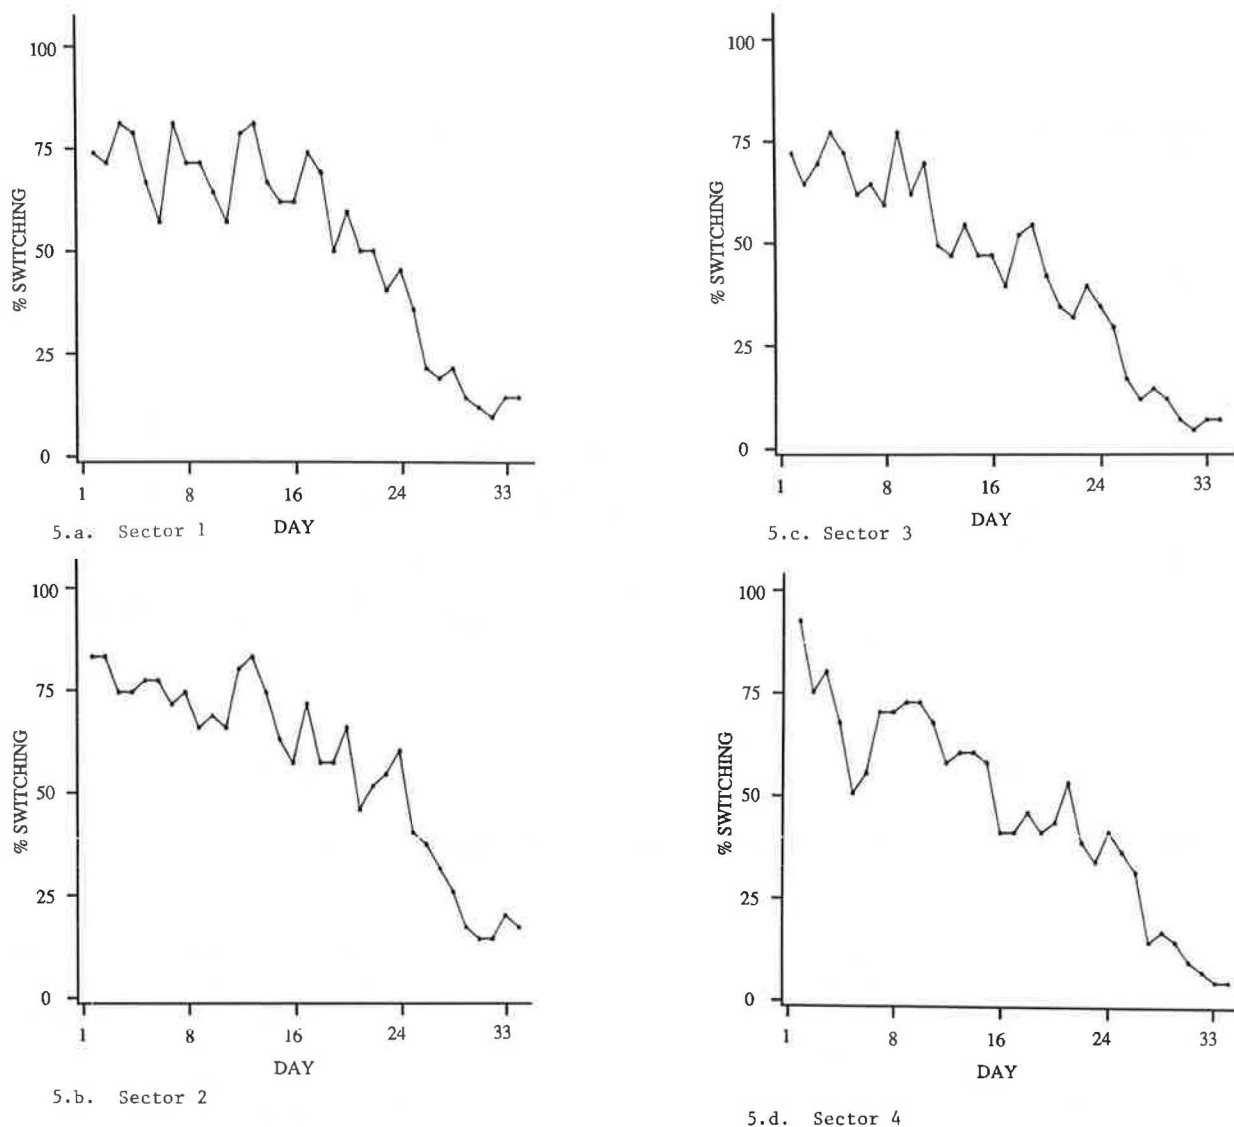 100
75
50
25
0
% SWITCHING
1 8 16 24 33
DAY
5.a. Sector 1
100
75
50
25
0
% SWITCHING
1 8 16 24 33
DAY
5.b. Sector 2
100
75
50
25
0
% SWITCHING
1 8 16 24 33
DAY
5.c. Sector 3
100
75
50
25
0
% SWITCHING
1 8 16 24 33
DAY
5.d. Sector 4